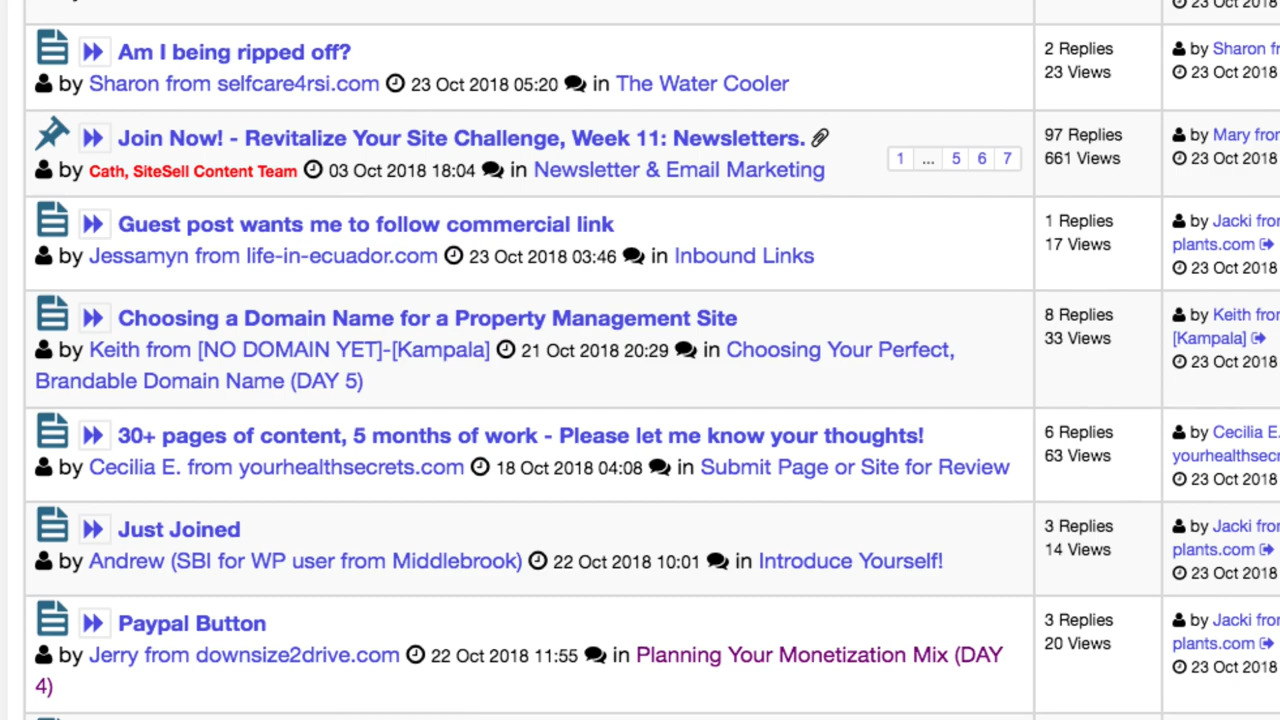 23 Oct 2018
Am I being ripped off?
by Sharon from selfcare4rsi.com 23 Oct 2018 05:20 in The Water Cooler
2 Replies
23 Views
by Sharon fr
23 Oct 2018
Join Now! - Revitalize Your Site Challenge, Week 11: Newsletters.
by Cath, SiteSell Content Team 03 Oct 2018 18:04 in Newsletter & Email Marketing
1 ... 5 6 7
97 Replies
661 Views
by Mary from
23 Oct 2018
Guest post wants me to follow commercial link
by Jessamyn from life-in-ecuador.com 23 Oct 2018 03:46 in Inbound Links
1 Replies
17 Views
by Jacki from
plants.com
23 Oct 2018
Choosing a Domain Name for a Property Management Site
by Keith from [NO DOMAIN YET]-[Kampala] 21 Oct 2018 20:29 in Choosing Your Perfect,
Brandable Domain Name (DAY 5)
8 Replies
33 Views
by Keith from
[Kampala]
23 Oct 2018
30+ pages of content, 5 months of work - Please let me know your thoughts!
by Cecilia E. from yourhealthsecrets.com 18 Oct 2018 04:08 in Submit Page or Site for Review
6 Replies
63 Views
by Cecilia E.
yourhealthsecr
23 Oct 2018
Just Joined
by Andrew (SBI for WP user from Middlebrook) 22 Oct 2018 10:01 in Introduce Yourself!
3 Replies
14 Views
by Jacki from
plants.com
23 Oct 2018
Paypal Button
by Jerry from downsize2drive.com 22 Oct 2018 11:55 in Planning Your Monetization Mix (DAY
4)
3 Replies
20 Views
by Jacki from
plants.com
23 Oct 2018